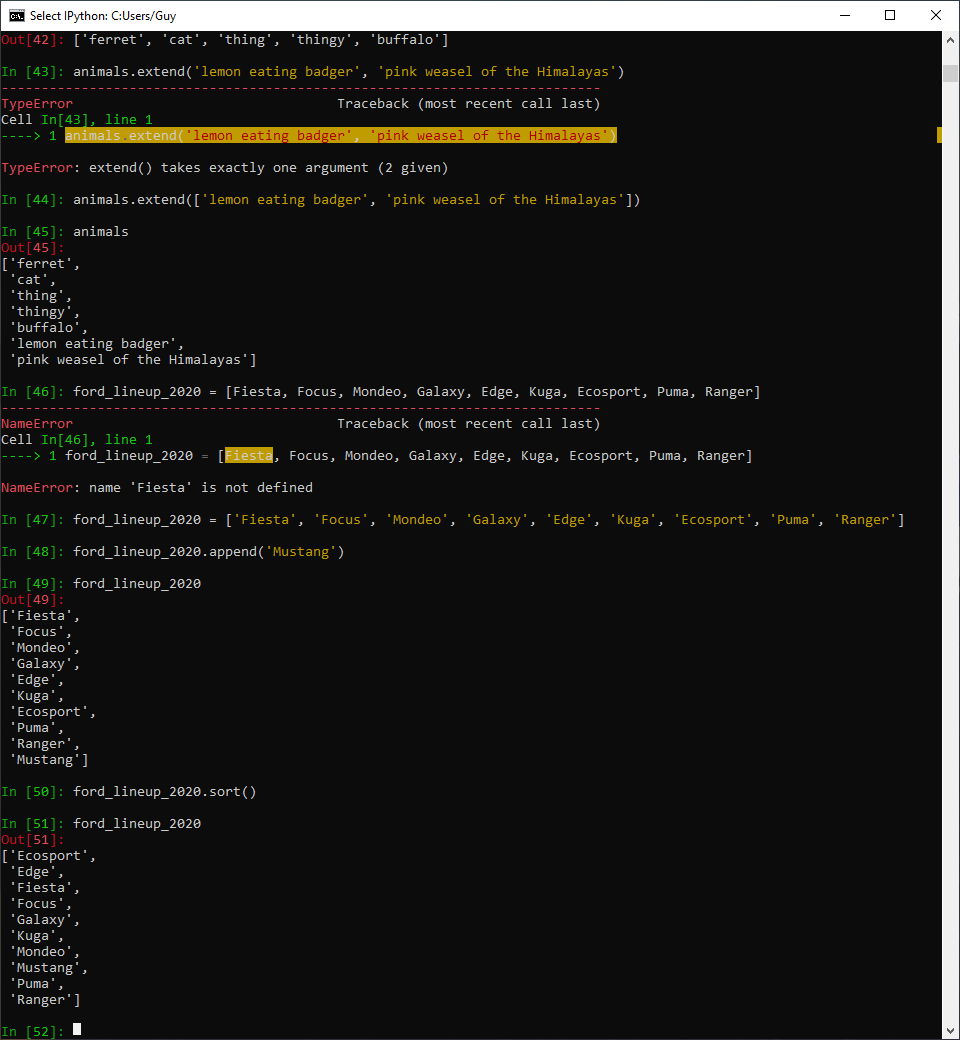 Select IPython: C:Users/Guy
Out[42]: ['ferret', 'cat', 'thing', 'thingy', 'buffalo']
In [43]: animals.extend('lemon eating badger', 'pink weasel of the Himalayas')
---------------------------------------------------------------------------
TypeError                                 Traceback (most recent call last)
Cell In[43], line 1
----> 1 animals.extend('lemon eating badger', 'pink weasel of the Himalayas')
TypeError: extend() takes exactly one argument (2 given)
In [44]: animals.extend(['lemon eating badger', 'pink weasel of the Himalayas'])
In [45]: animals
Out[45]:
['ferret',
 'cat',
 'thing',
 'thingy',
 'buffalo',
 'lemon eating badger',
 'pink weasel of the Himalayas']
In [46]: ford_lineup_2020 = [Fiesta, Focus, Mondeo, Galaxy, Edge, Kuga, Ecosport, Puma, Ranger]
---------------------------------------------------------------------------
NameError                                 Traceback (most recent call last)
Cell In[46], line 1
----> 1 ford_lineup_2020 = [Fiesta, Focus, Mondeo, Galaxy, Edge, Kuga, Ecosport, Puma, Ranger]
NameError: name 'Fiesta' is not defined
In [47]: ford_lineup_2020 = ['Fiesta', 'Focus', 'Mondeo', 'Galaxy', 'Edge', 'Kuga', 'Ecosport', 'Puma', 'Ranger']
In [48]: ford_lineup_2020.append('Mustang')
In [49]: ford_lineup_2020
Out[49]:
['Fiesta',
 'Focus',
 'Mondeo',
 'Galaxy',
 'Edge',
 'Kuga',
 'Ecosport',
 'Puma',
 'Ranger',
 'Mustang']
In [50]: ford_lineup_2020.sort()
In [51]: ford_lineup_2020
Out[51]:
['Ecosport',
 'Edge',
 'Fiesta',
 'Focus',
 'Galaxy',
 'Kuga',
 'Mondeo',
 'Mustang',
 'Puma',
 'Ranger']
In [52]: